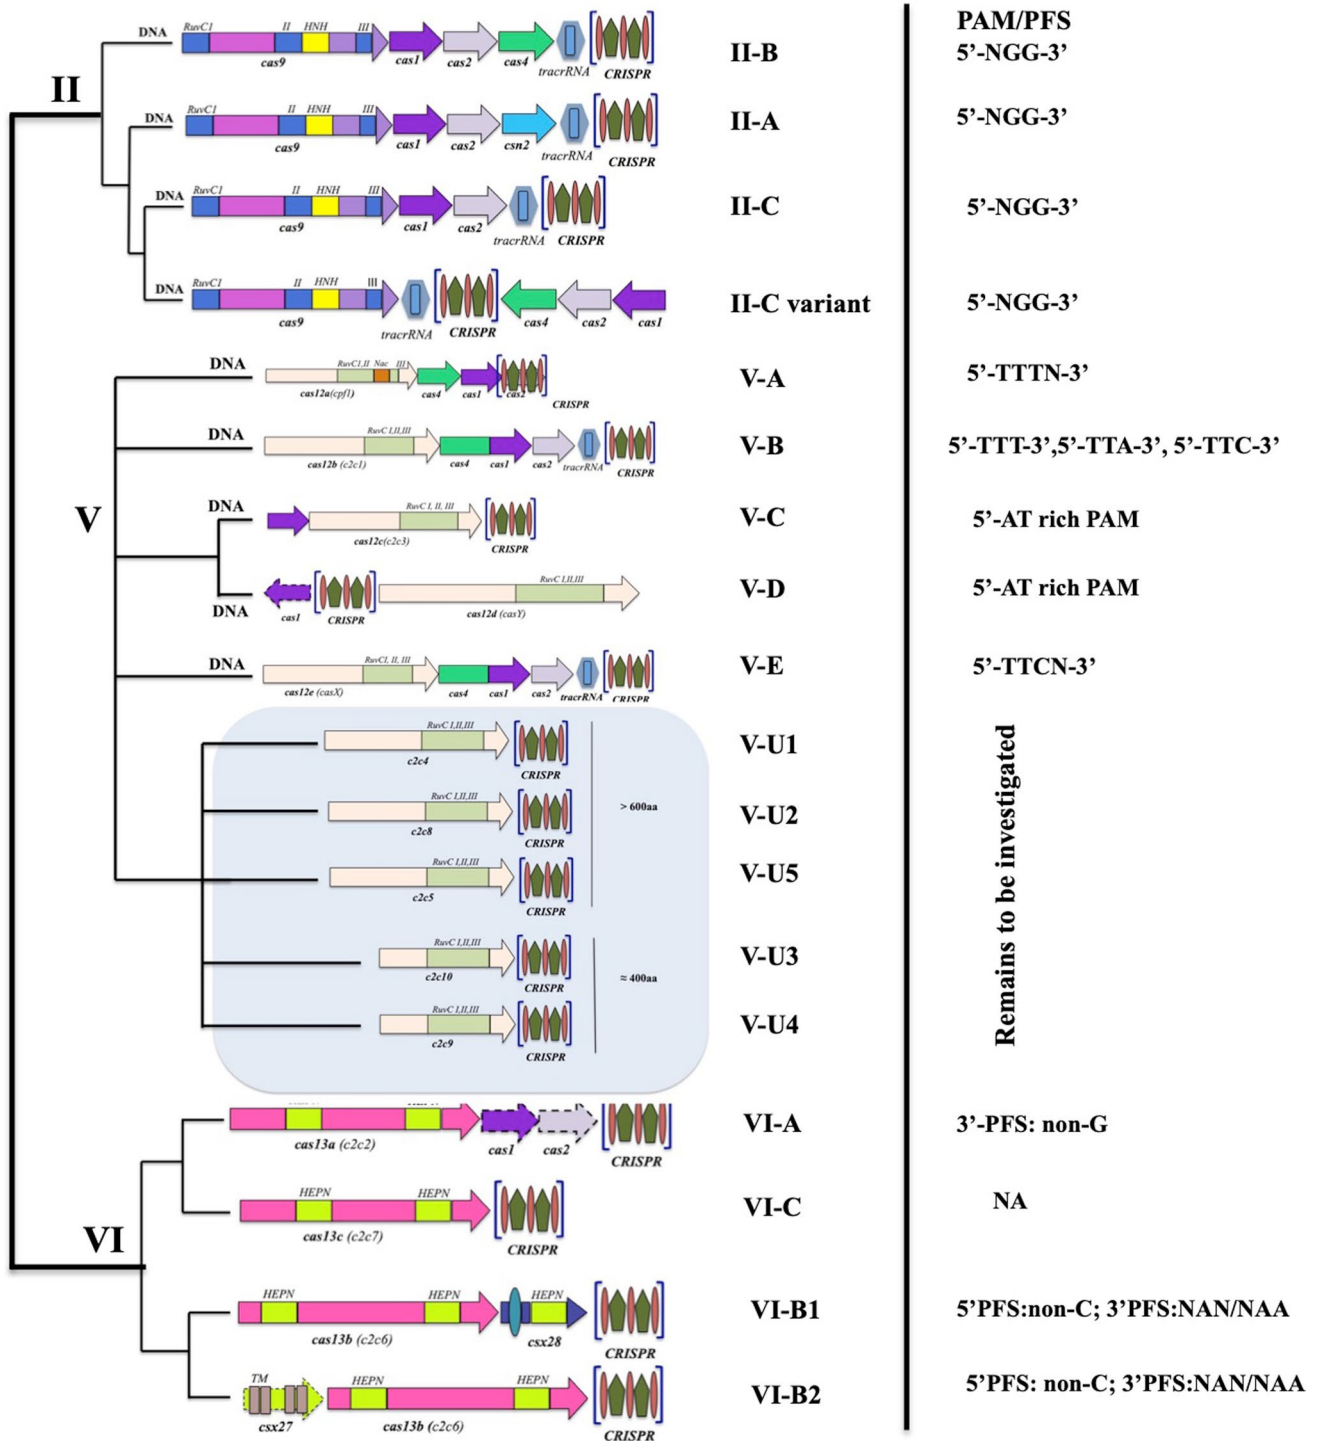 PAM/PFS
II
DNA
RuvC1 II HNH III
cas9 cas1 cas2 cas4 tracrRNA CRISPR
II-B
5’-NGG-3’
DNA
RuvC1 II HNH III
cas9 cas1 cas2 csn2 tracrRNA CRISPR
II-A
5’-NGG-3’
DNA
RuvC1 II HNH III
cas9 cas1 cas2 tracrRNA CRISPR
II-C
5’-NGG-3’
DNA
RuvC1 II HNH III
cas9 tracrRNA CRISPR cas4 cas2 cas1
II-C variant
5’-NGG-3’
V
DNA
RuvC1,II Nuc III
cas12a(cpf1) cas4 cas1 cas2 CRISPR
V-A
5’-TTTN-3’
DNA
RuvC I,II,III
cas12b (c2c1) cas4 cas1 cas2 tracrRNA CRISPR
V-B
5’-TTT-3’,5’-TTA-3’, 5’-TTC-3’
DNA
RuvC I, II, III
cas12c(c2c3) CRISPR
V-C
5’-AT rich PAM
DNA
RuvC I,II,III
cas1 CRISPR cas12d (casY)
V-D
5’-AT rich PAM
DNA
RuvCI, II, III
cas12e (casX) cas4 cas1 cas2 tracrRNA CRISPR
V-E
5’-TTCN-3’
RuvC I,II,III
c2c4 CRISPR
V-U1
RuvC I,II,III
c2c8 CRISPR
V-U2
> 600aa
RuvC I,II,III
c2c5 CRISPR
V-U5
RuvC I,II,III
c2c10 CRISPR
V-U3
≈ 400aa
RuvC I,II,III
c2c9 CRISPR
V-U4
Remains to be investigated
VI
cas13a (c2c2) cas1 cas2 CRISPR
VI-A
3’-PFS: non-G
HEPN HEPN
cas13c (c2c7) CRISPR
VI-C
NA
HEPN HEPN HEPN
cas13b (c2c6) csx28 CRISPR
VI-B1
5’PFS:non-C; 3’PFS:NAN/NAA
TM HEPN HEPN
csx27 cas13b (c2c6) CRISPR
VI-B2
5’PFS: non-C; 3’PFS:NAN/NAA